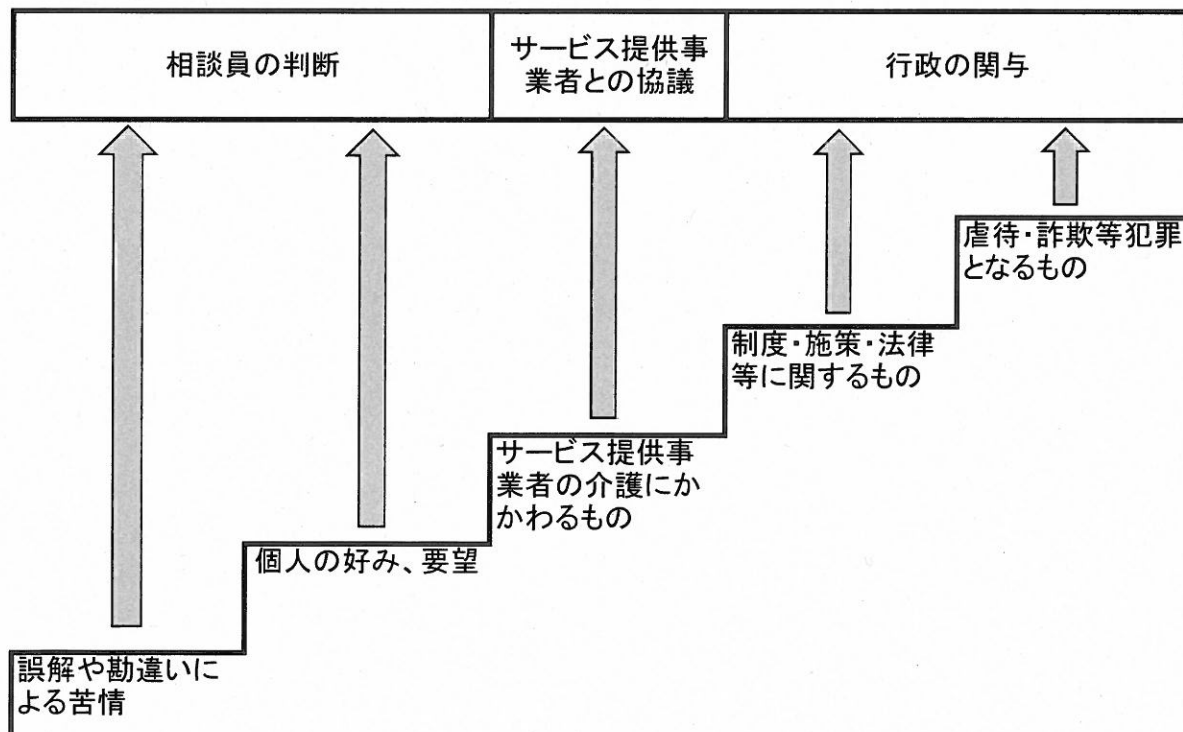 相談員の判断
サービス提供事
業者との協議
行政の関与
虐待・詐欺等犯罪
となるもの
制度・施策・法律
等に関するもの
サービス提供事
業者の介護にか
かわるもの
個人の好み、要望
誤解や勘違いに
よる苦情